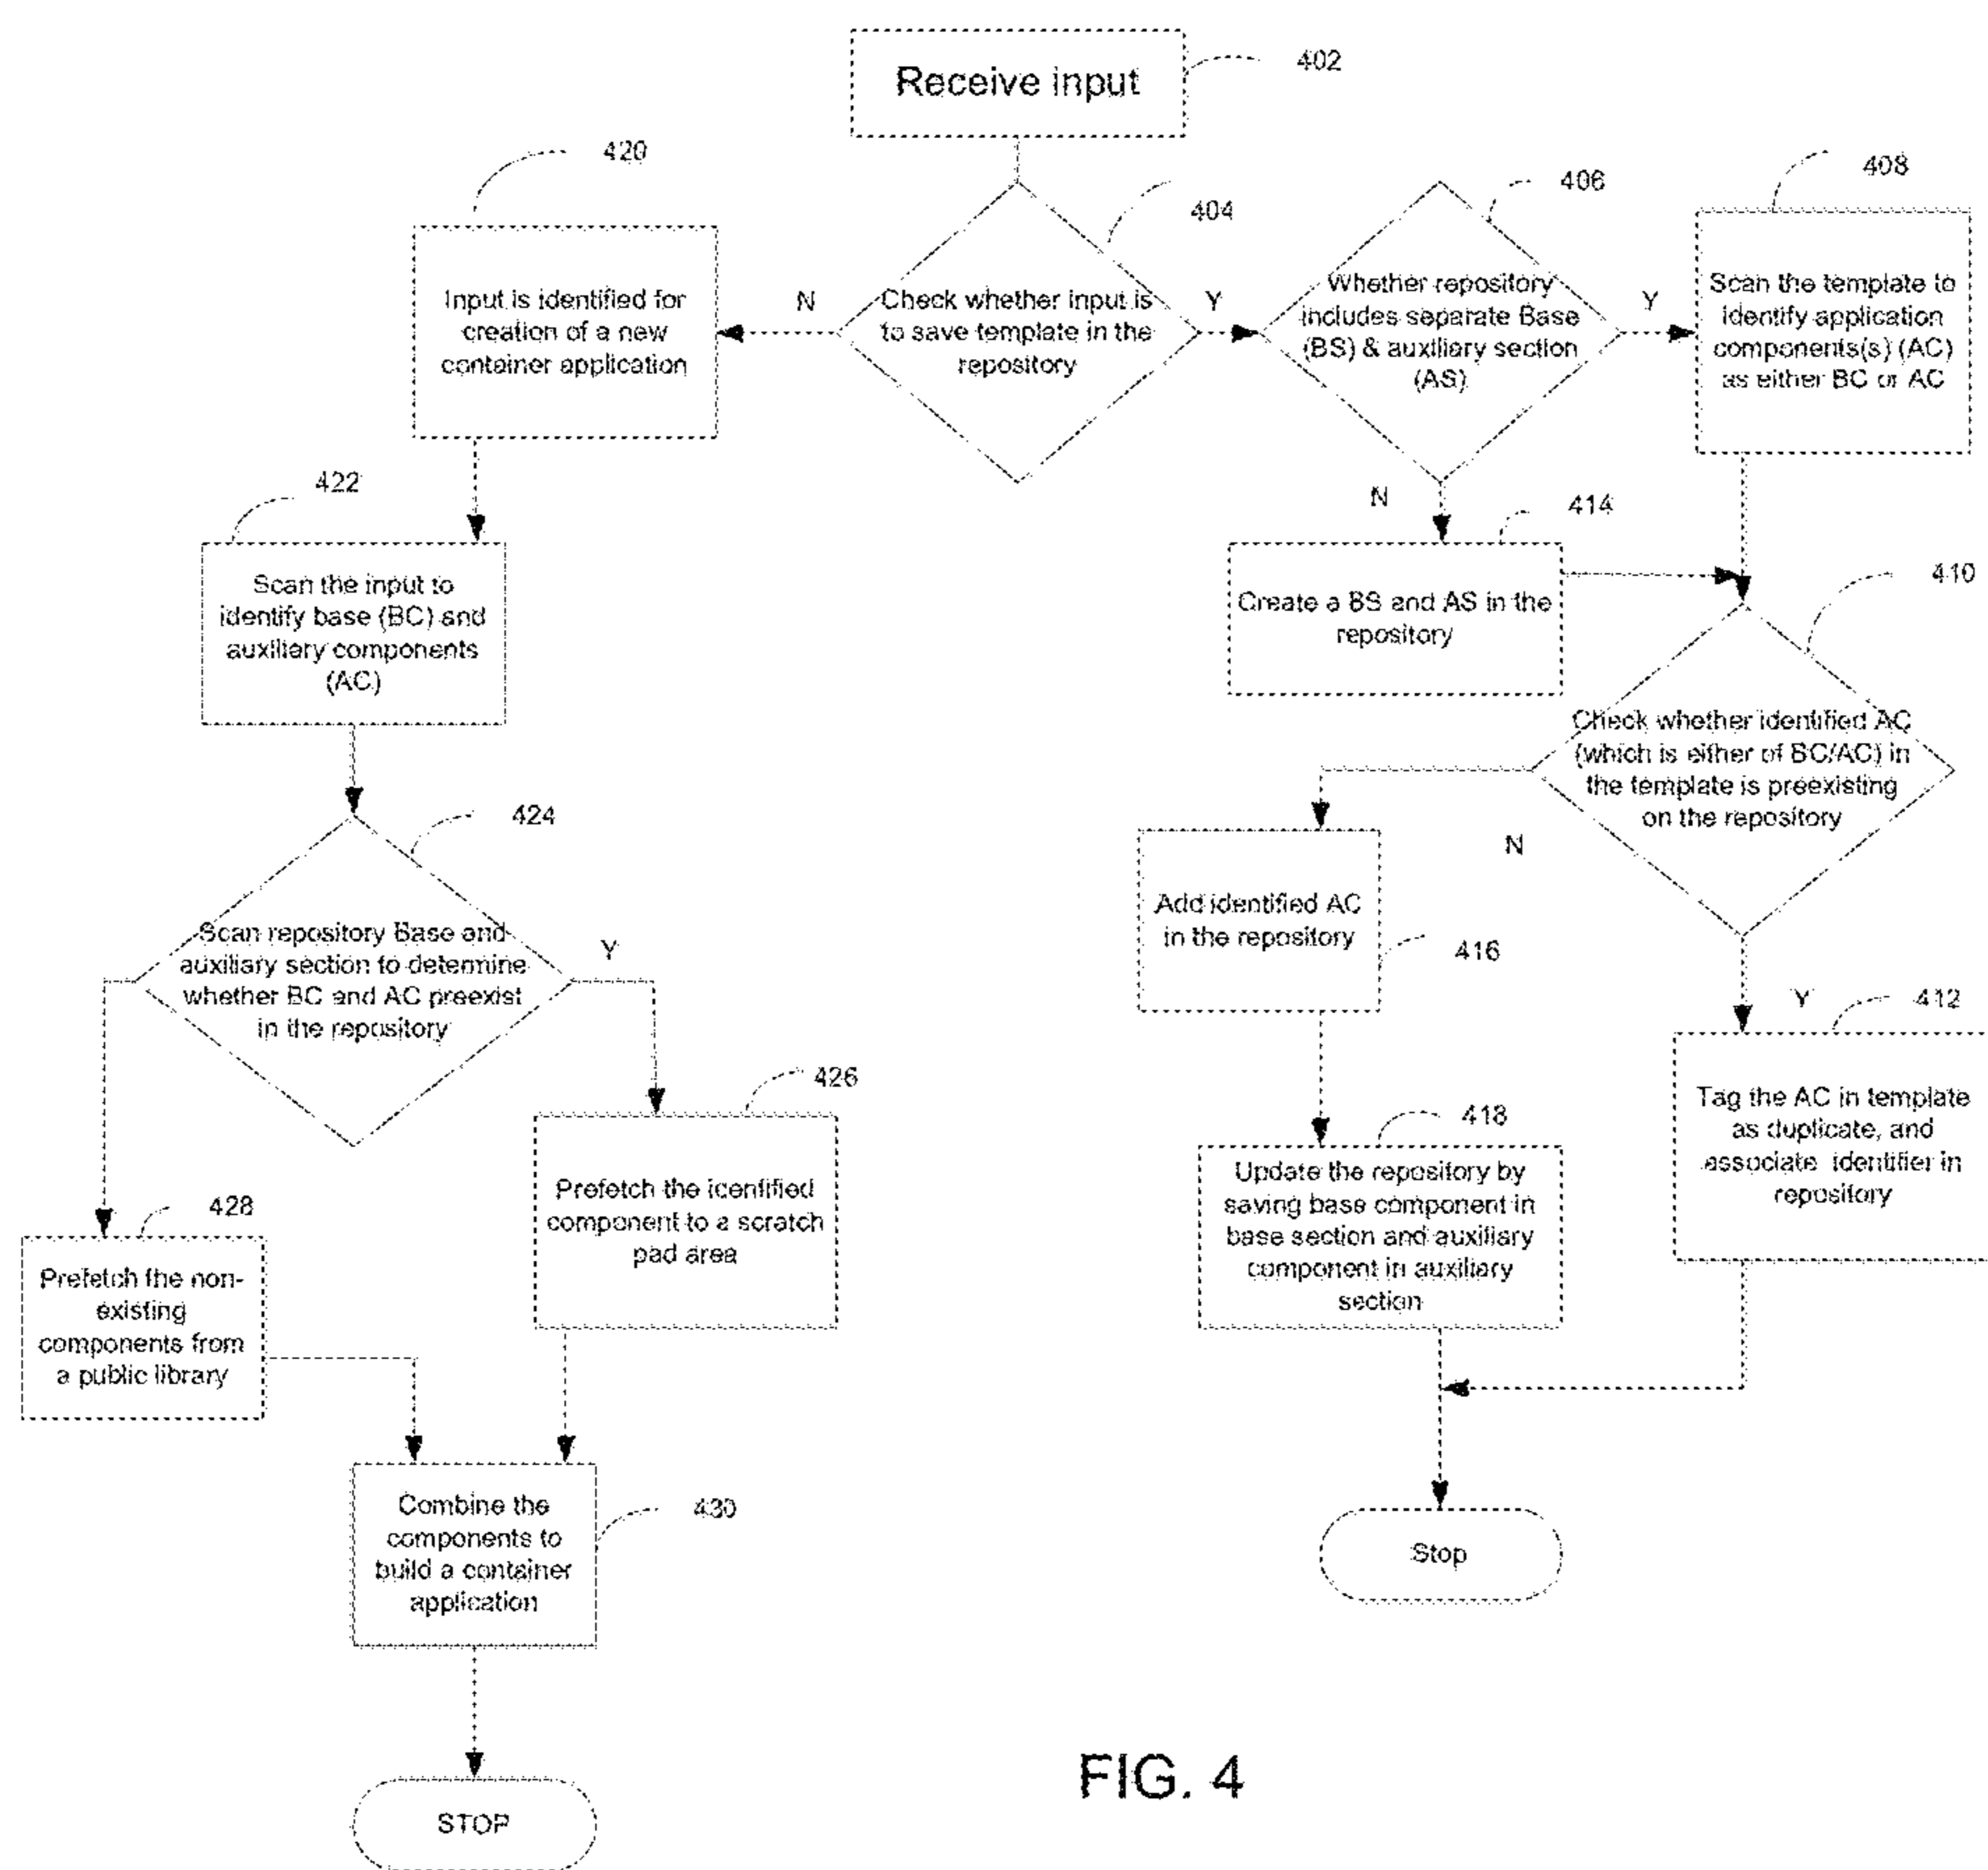 Receive input
402
420
404
406
408
Input is identified for
creation of a new
container application
N
Check whether input is
to save template in the
repository
Y
Whether repository
includes separate Base
(BS) & auxiliary section
(AS)
Y
Scan the template to
identify application
components(s) (AC)
as either BC or AC
422
N
414
Scan the input to
identify base (BC) and
auxiliary components
(AC)
Create a BS and AS in the
repository
410
Check whether identified AC
(which is either of BC/AC) in
the template is preexisting
on the repository
424
N
Scan repository Base and
auxiliary section to determine
whether BC and AC preexist
in the repository
Y
Add identified AC
in the repository
416
Y
412
426
Tag the AC in template
as duplicate, and
associate identifier in
repository
418
Prefetch the identified
component to a scratch
pad area
Update the repository by
saving base component in
base section and auxiliary
component in auxiliary
section
428
Prefetch the non-
existing
components from
a public library
Combine the
components to
build a container
application
430
Stop
STOP
FIG. 4